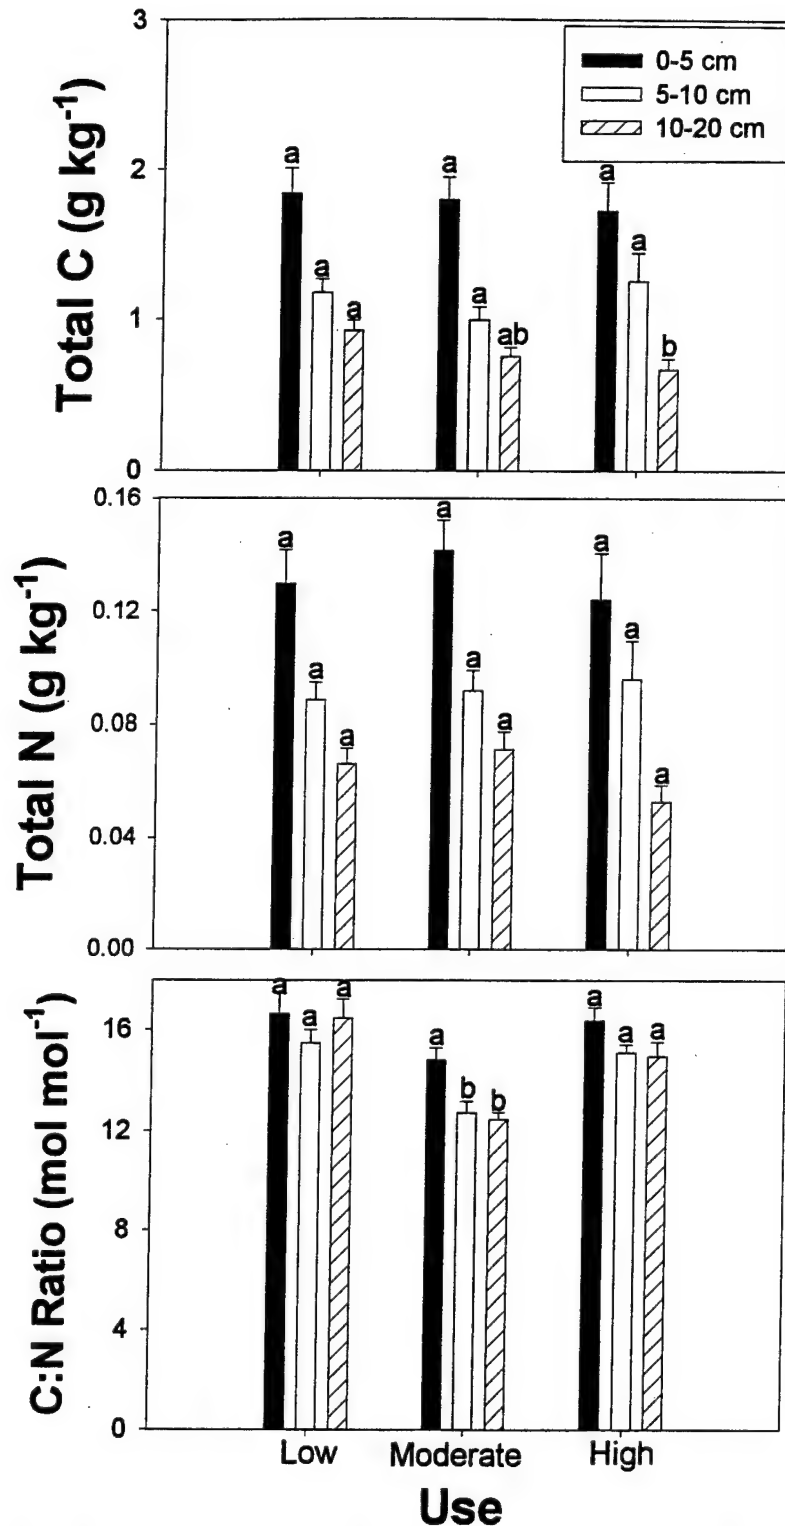 3
0-5 cm
5-10 cm
10-20 cm
Total C (g kg⁻¹)
2
a a a
a a a
a ab b
1
0
0.16
Total N (g kg⁻¹)
a a a
0.12
a a a
0.08
a a a
0.04
0.00
C:N Ratio (mol mol⁻¹)
a a a a a a
16
a b b
12
8
4
0
Low Moderate High
Use